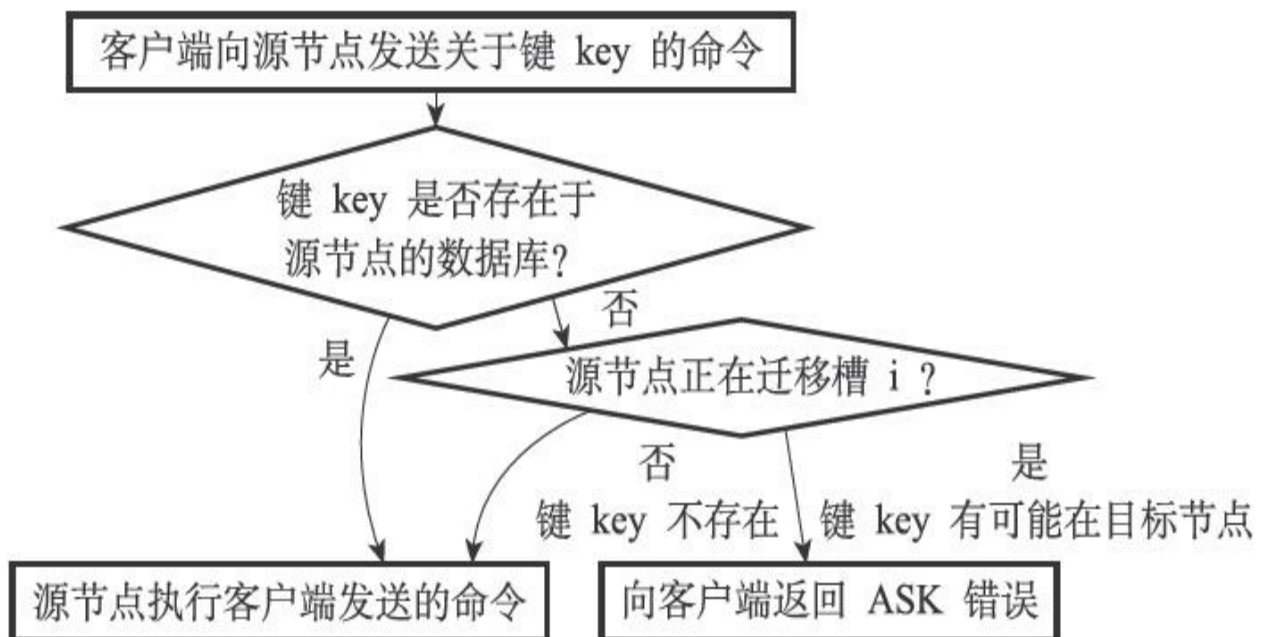 客户端向源节点发送关于键 key 的命令
键 key 是否存在于
源节点的数据库?
否
是
源节点正在迁移槽 i ?
否
键 key 不存在
是
键 key 有可能在目标节点
源节点执行客户端发送的命令
向客户端返回 ASK 错误